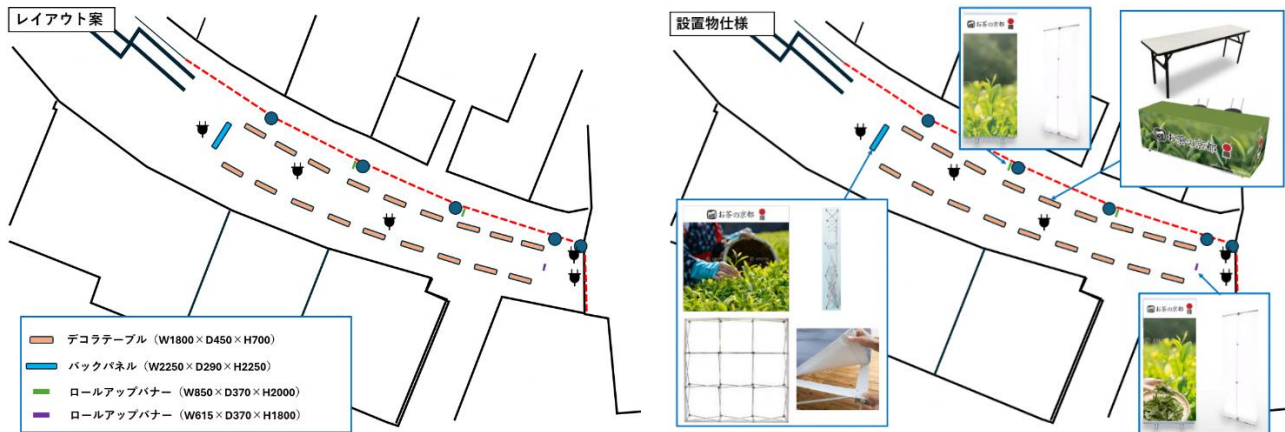 レイアウト案
デコラテーブル（W1800×D450×H700）
バックパネル（W2250×D290×H2250）
ロールアップバナー（W850×D370×H2000）
ロールアップバナー（W615×D370×H1800）
設置物仕様
お茶の京都
お茶の京都
お茶の京都
お茶の京都